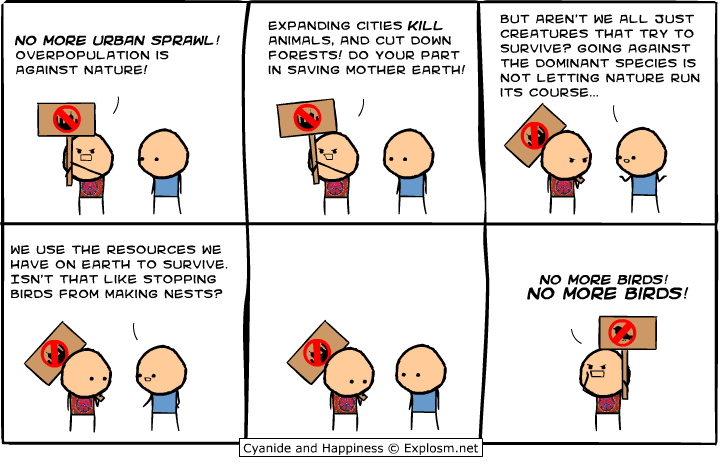 NO MORE URBAN SPRAWL!
OVERPOPULATION IS
AGAINST NATURE!
EXPANDING CITIES KILL
ANIMALS, AND CUT DOWN
FORESTS! DO YOUR PART
IN SAVING MOTHER EARTH!
BUT AREN'T WE ALL JUST
CREATURES THAT TRY TO
SURVIVE? GOING AGAINST
THE DOMINANT SPECIES IS
NOT LETTING NATURE RUN
ITS COURSE...
WE USE THE RESOURCES WE
HAVE ON EARTH TO SURVIVE.
ISN'T THAT LIKE STOPPING
BIRDS FROM MAKING NESTS?
NO MORE BIRDS!
NO MORE BIRDS!
Cyanide and Happiness © Explosm.net